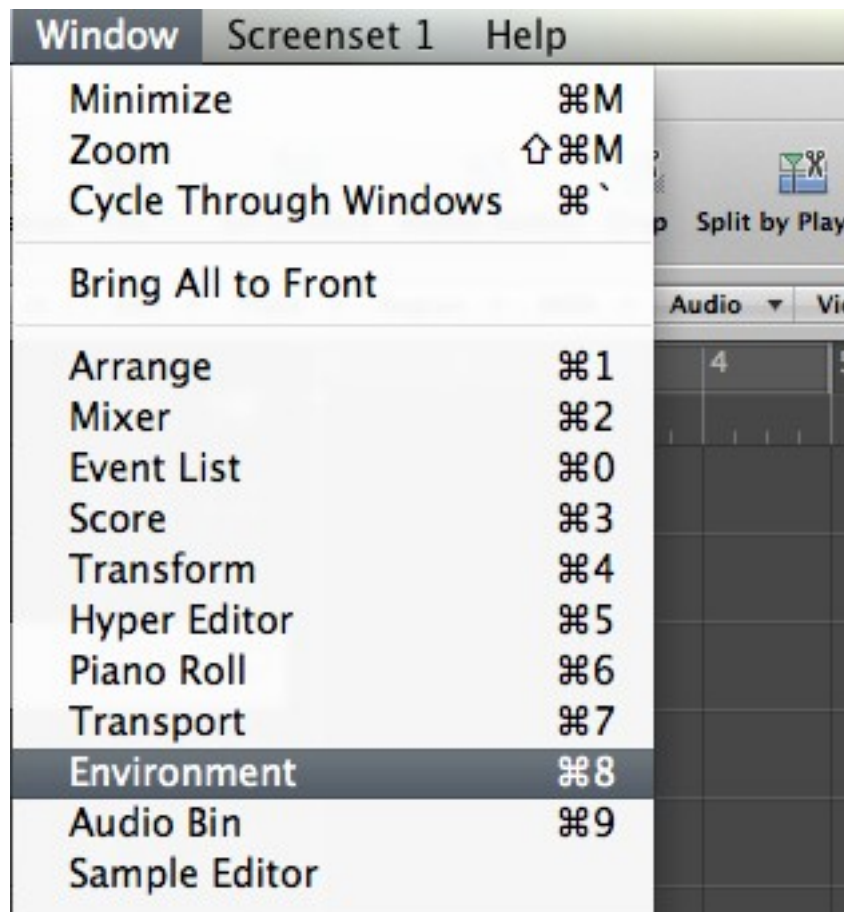 Window Screenset 1 Help
Minimize ⌘M
Zoom ⇧⌘M
Cycle Through Windows ⌘`
Split by Play
Bring All to Front
Audio
Arrange ⌘1
4
Mixer ⌘2
Event List ⌘0
Score ⌘3
Transform ⌘4
Hyper Editor ⌘5
Piano Roll ⌘6
Transport ⌘7
Environment ⌘8
Audio Bin ⌘9
Sample Editor